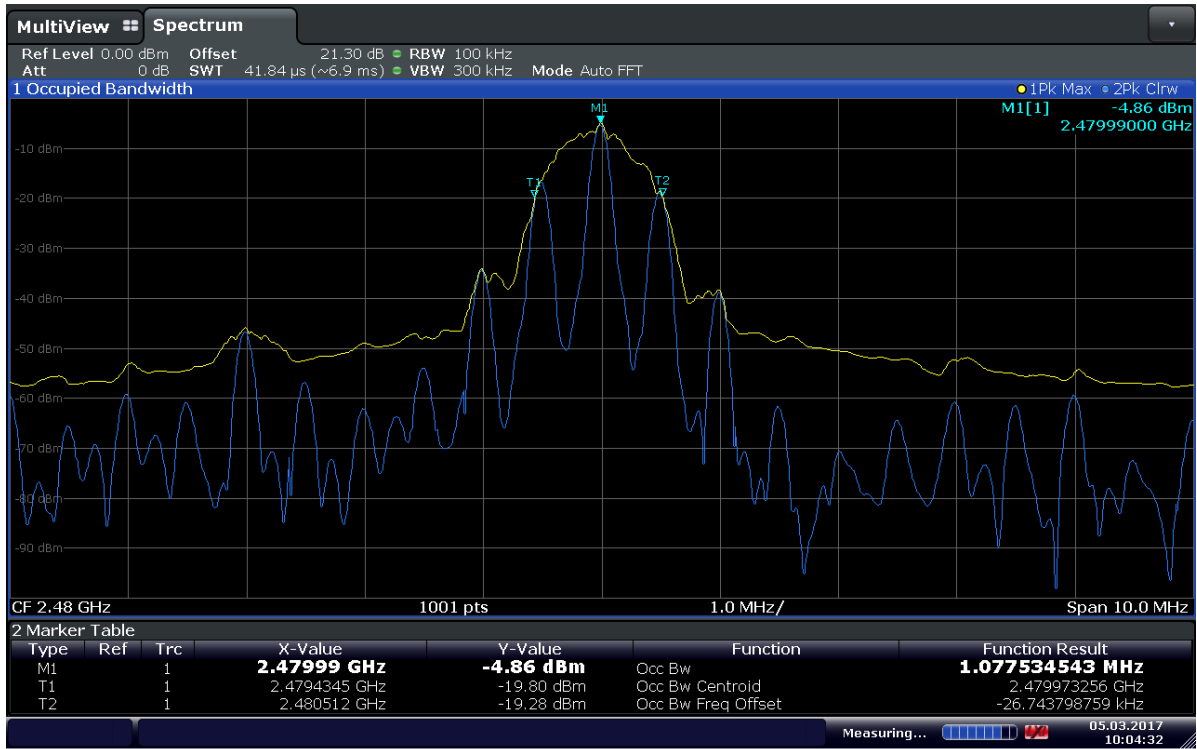 MultiView Spectrum
Ref Level 0.00 dBm Offset 21.30 dB RBW 100 kHz
Att 0 dB SWT 41.84 µs (~6.9 ms) VBW 300 kHz Mode Auto FFT
1 Occupied Bandwidth 1Pk Max 2Pk Clrw
M1[1] -4.86 dBm
2.47999000 GHz
M1
-10 dBm
T1 T2
-20 dBm
-30 dBm
-40 dBm
-50 dBm
-60 dBm
-70 dBm
-80 dBm
-90 dBm
CF 2.48 GHz 1001 pts 1.0 MHz/ Span 10.0 MHz
2 Marker Table
Type Ref Trc X-Value Y-Value Function Function Result
M1 1 2.47999 GHz -4.86 dBm Occ Bw 1.077534543 MHz
T1 1 2.4794345 GHz -19.80 dBm Occ Bw Centroid 2.479973256 GHz
T2 1 2.480512 GHz -19.28 dBm Occ Bw Freq Offset -26.743798759 kHz
Measuring... 05.03.2017
10:04:32